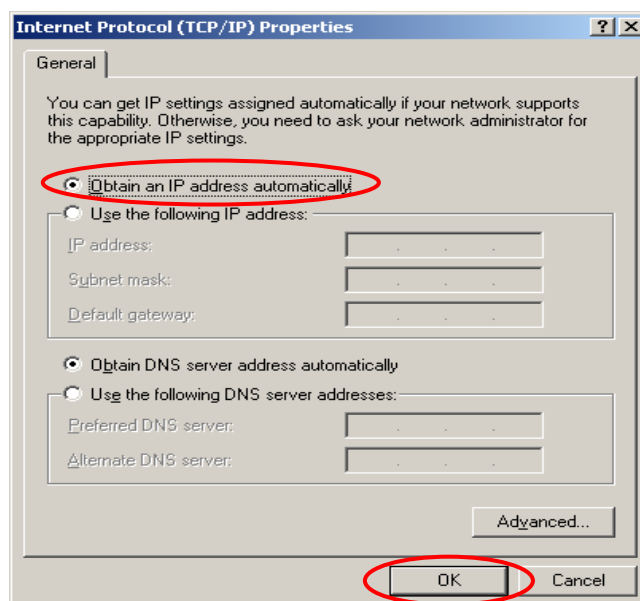 Internet Protocol (TCP/IP) Properties
General
You can get IP settings assigned automatically if your network supports
this capability. Otherwise, you need to ask your network administrator for
the appropriate IP settings.
Obtain an IP address automatically
Use the following IP address:
IP address:
Subnet mask:
Default gateway:
Obtain DNS server address automatically
Use the following DNS server addresses:
Preferred DNS server:
Alternate DNS server:
Advanced...
OK Cancel